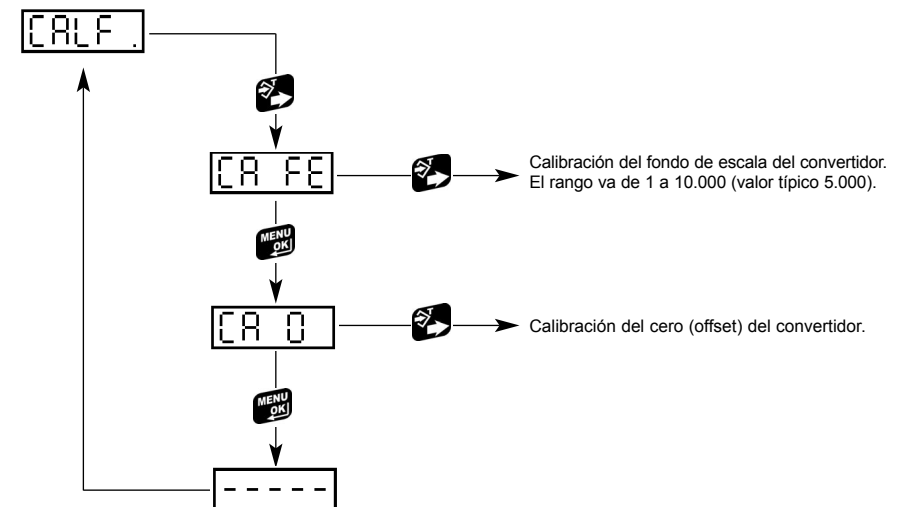 CALF.
T
CA FE
T
Calibración del fondo de escala del convertidor.
El rango va de 1 a 10.000 (valor típico 5.000).
MENU
OK
CA 0
T
Calibración del cero (offset) del convertidor.
MENU
OK
- - - - -